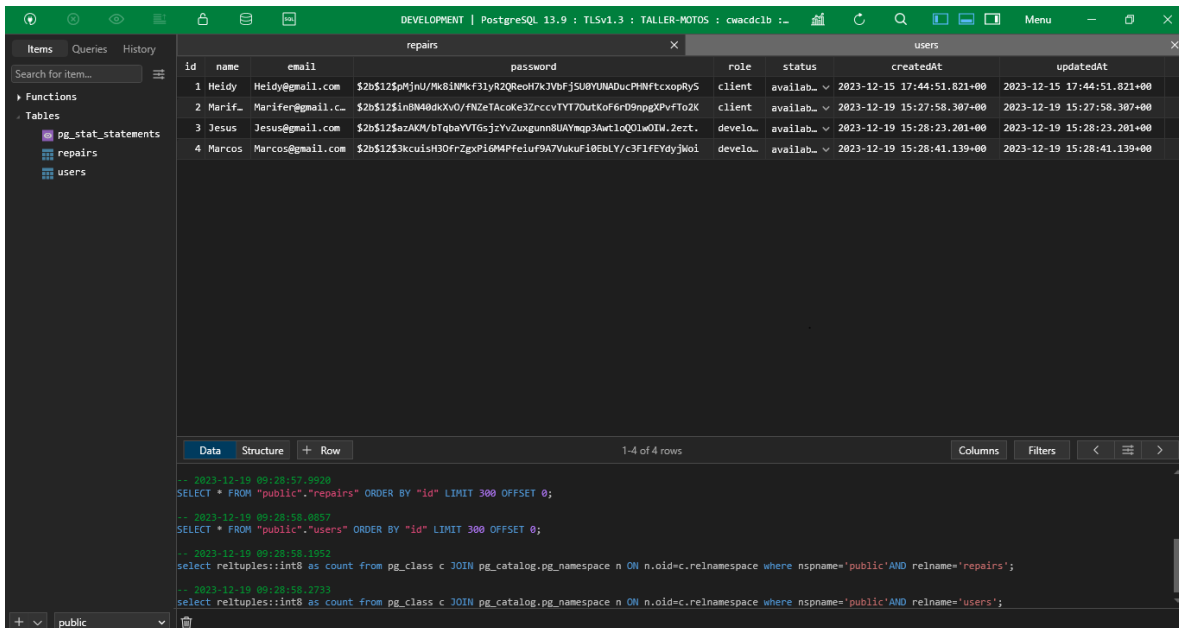 SQL DEVELOPMENT | PostgreSQL 13.9 : TLSv1.3 : TALLER-MOTOS : cwacdclb :… Menu
Items Queries History
repairs
users
Search for item...
id name email password role status createdAt updatedAt
1 Heidy Heidy@gmail.com $2b$12$pMjnU/Mk8iNMkf3lyR2QReoH7kJVbFjSU0YUNADucPHNftcxopRyS client availab… 2023-12-15 17:44:51.821+00 2023-12-15 17:44:51.821+00
2 Marif… Marifer@gmail.c… $2b$12$in8N40dkXvO/fNZeTAcoKe3ZrccvTYT7OutKoF6rD9npgXPvfTo2K client availab… 2023-12-19 15:27:58.307+00 2023-12-19 15:27:58.307+00
3 Jesus Jesus@gmail.com $2b$12$azAKM/bTqbaYVTGsjzYvZuxgunn8UAYmqp3AwtloQOlwOIW.2ezt. develo… availab… 2023-12-19 15:28:23.201+00 2023-12-19 15:28:23.201+00
4 Marcos Marcos@gmail.com $2b$12$3kcuisH3OfrZgxPi6M4Pfeiuf9A7VukuFi0EbLY/c3FlfEYdyjWoi develo… availab… 2023-12-19 15:28:41.139+00 2023-12-19 15:28:41.139+00
Functions
Tables
pg_stat_statements
repairs
users
Data Structure + Row 1-4 of 4 rows Columns Filters
-- 2023-12-19 09:28:57.9920
SELECT * FROM "public"."repairs" ORDER BY "id" LIMIT 300 OFFSET 0;
-- 2023-12-19 09:28:58.0857
SELECT * FROM "public"."users" ORDER BY "id" LIMIT 300 OFFSET 0;
-- 2023-12-19 09:28:58.1952
select reltuples::int8 as count from pg_class c JOIN pg_catalog.pg_namespace n ON n.oid=c.relnamespace where nspname='public'AND relname='repairs';
-- 2023-12-19 09:28:58.2733
select reltuples::int8 as count from pg_class c JOIN pg_catalog.pg_namespace n ON n.oid=c.relnamespace where nspname='public'AND relname='users';
public